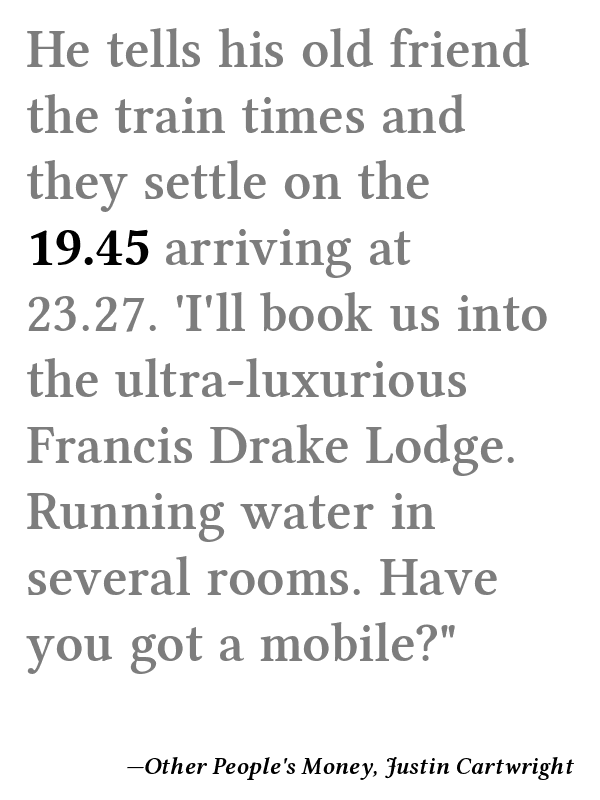 He tells his old friend
the train times and
they settle on the
19.45 arriving at
23.27. 'I'll book us into
the ultra-luxurious
Francis Drake Lodge.
Running water in
several rooms. Have
you got a mobile?"
—Other People's Money, Justin Cartwright